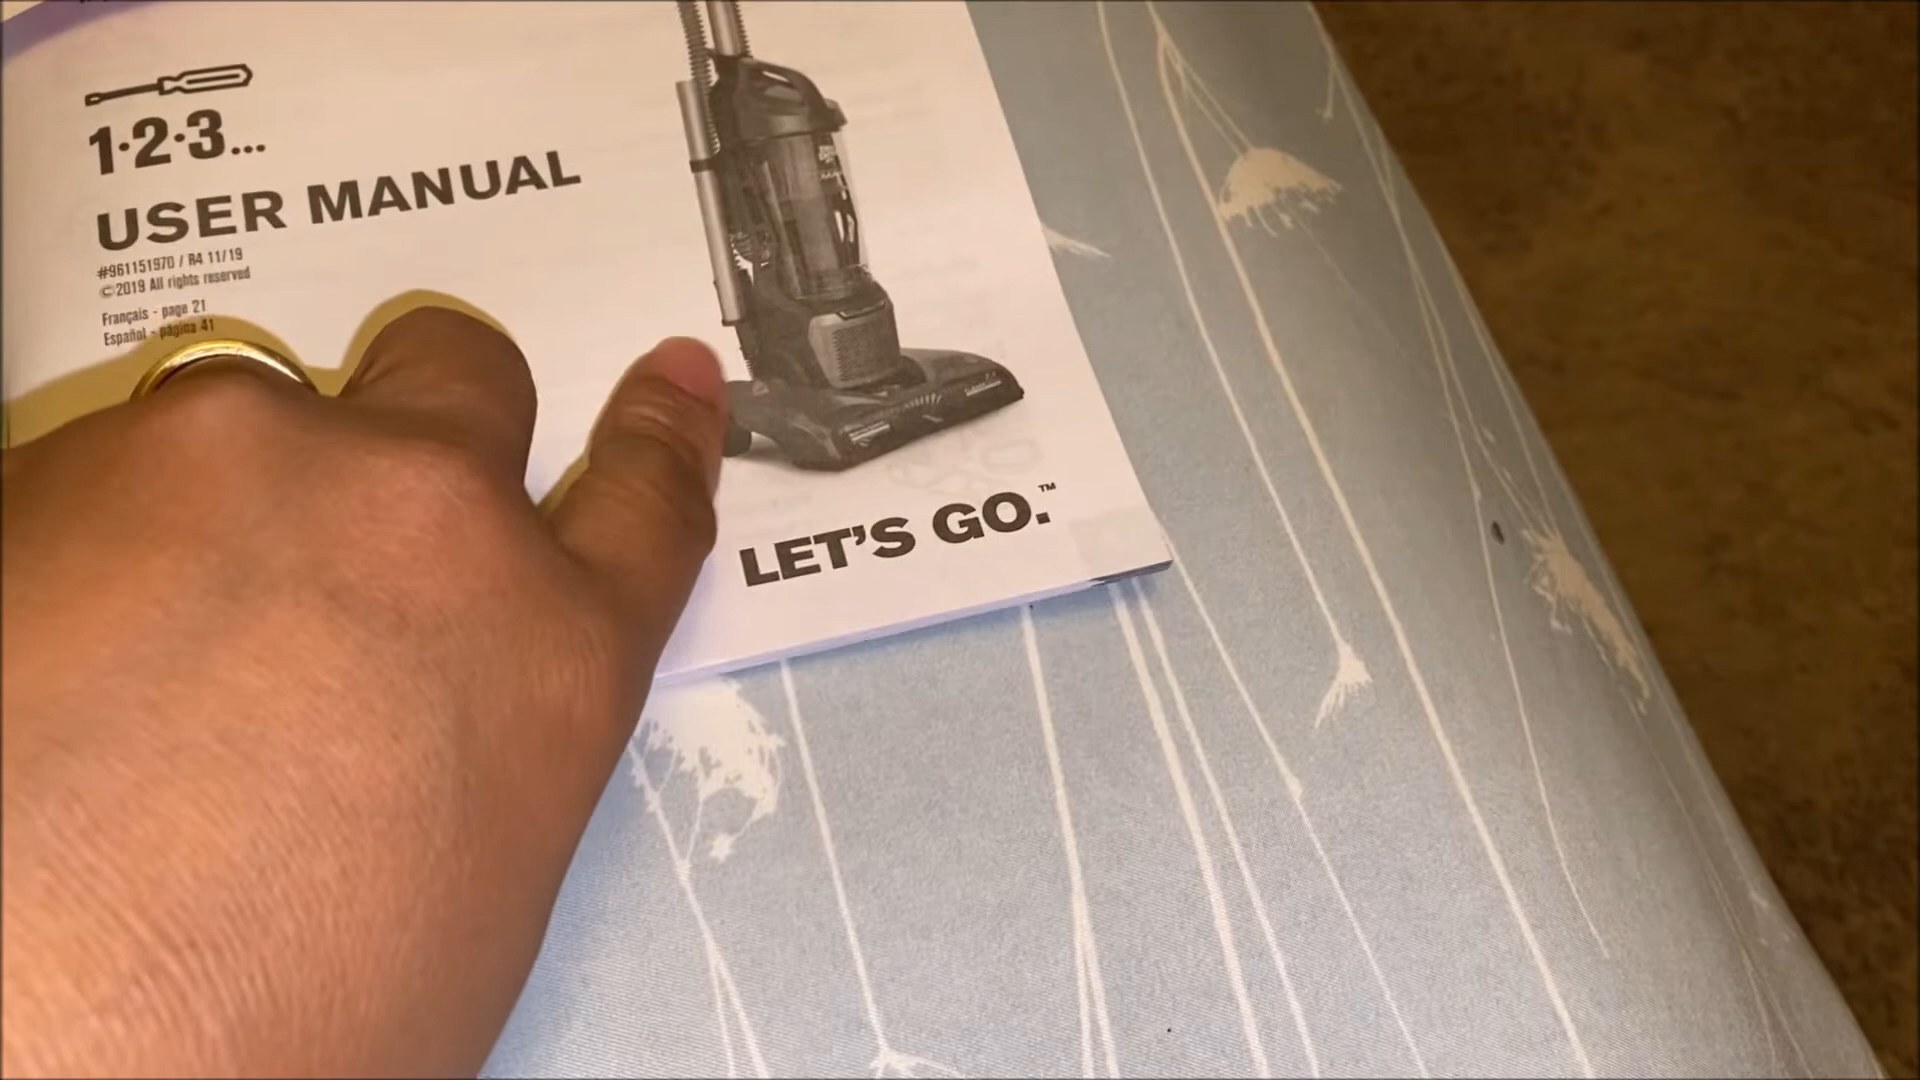 1·2·3...
USER MANUAL
#961151970 / R4 11/19
©2019 All rights reserved
Français - page 21
Español - página 41
LET'S GO.™